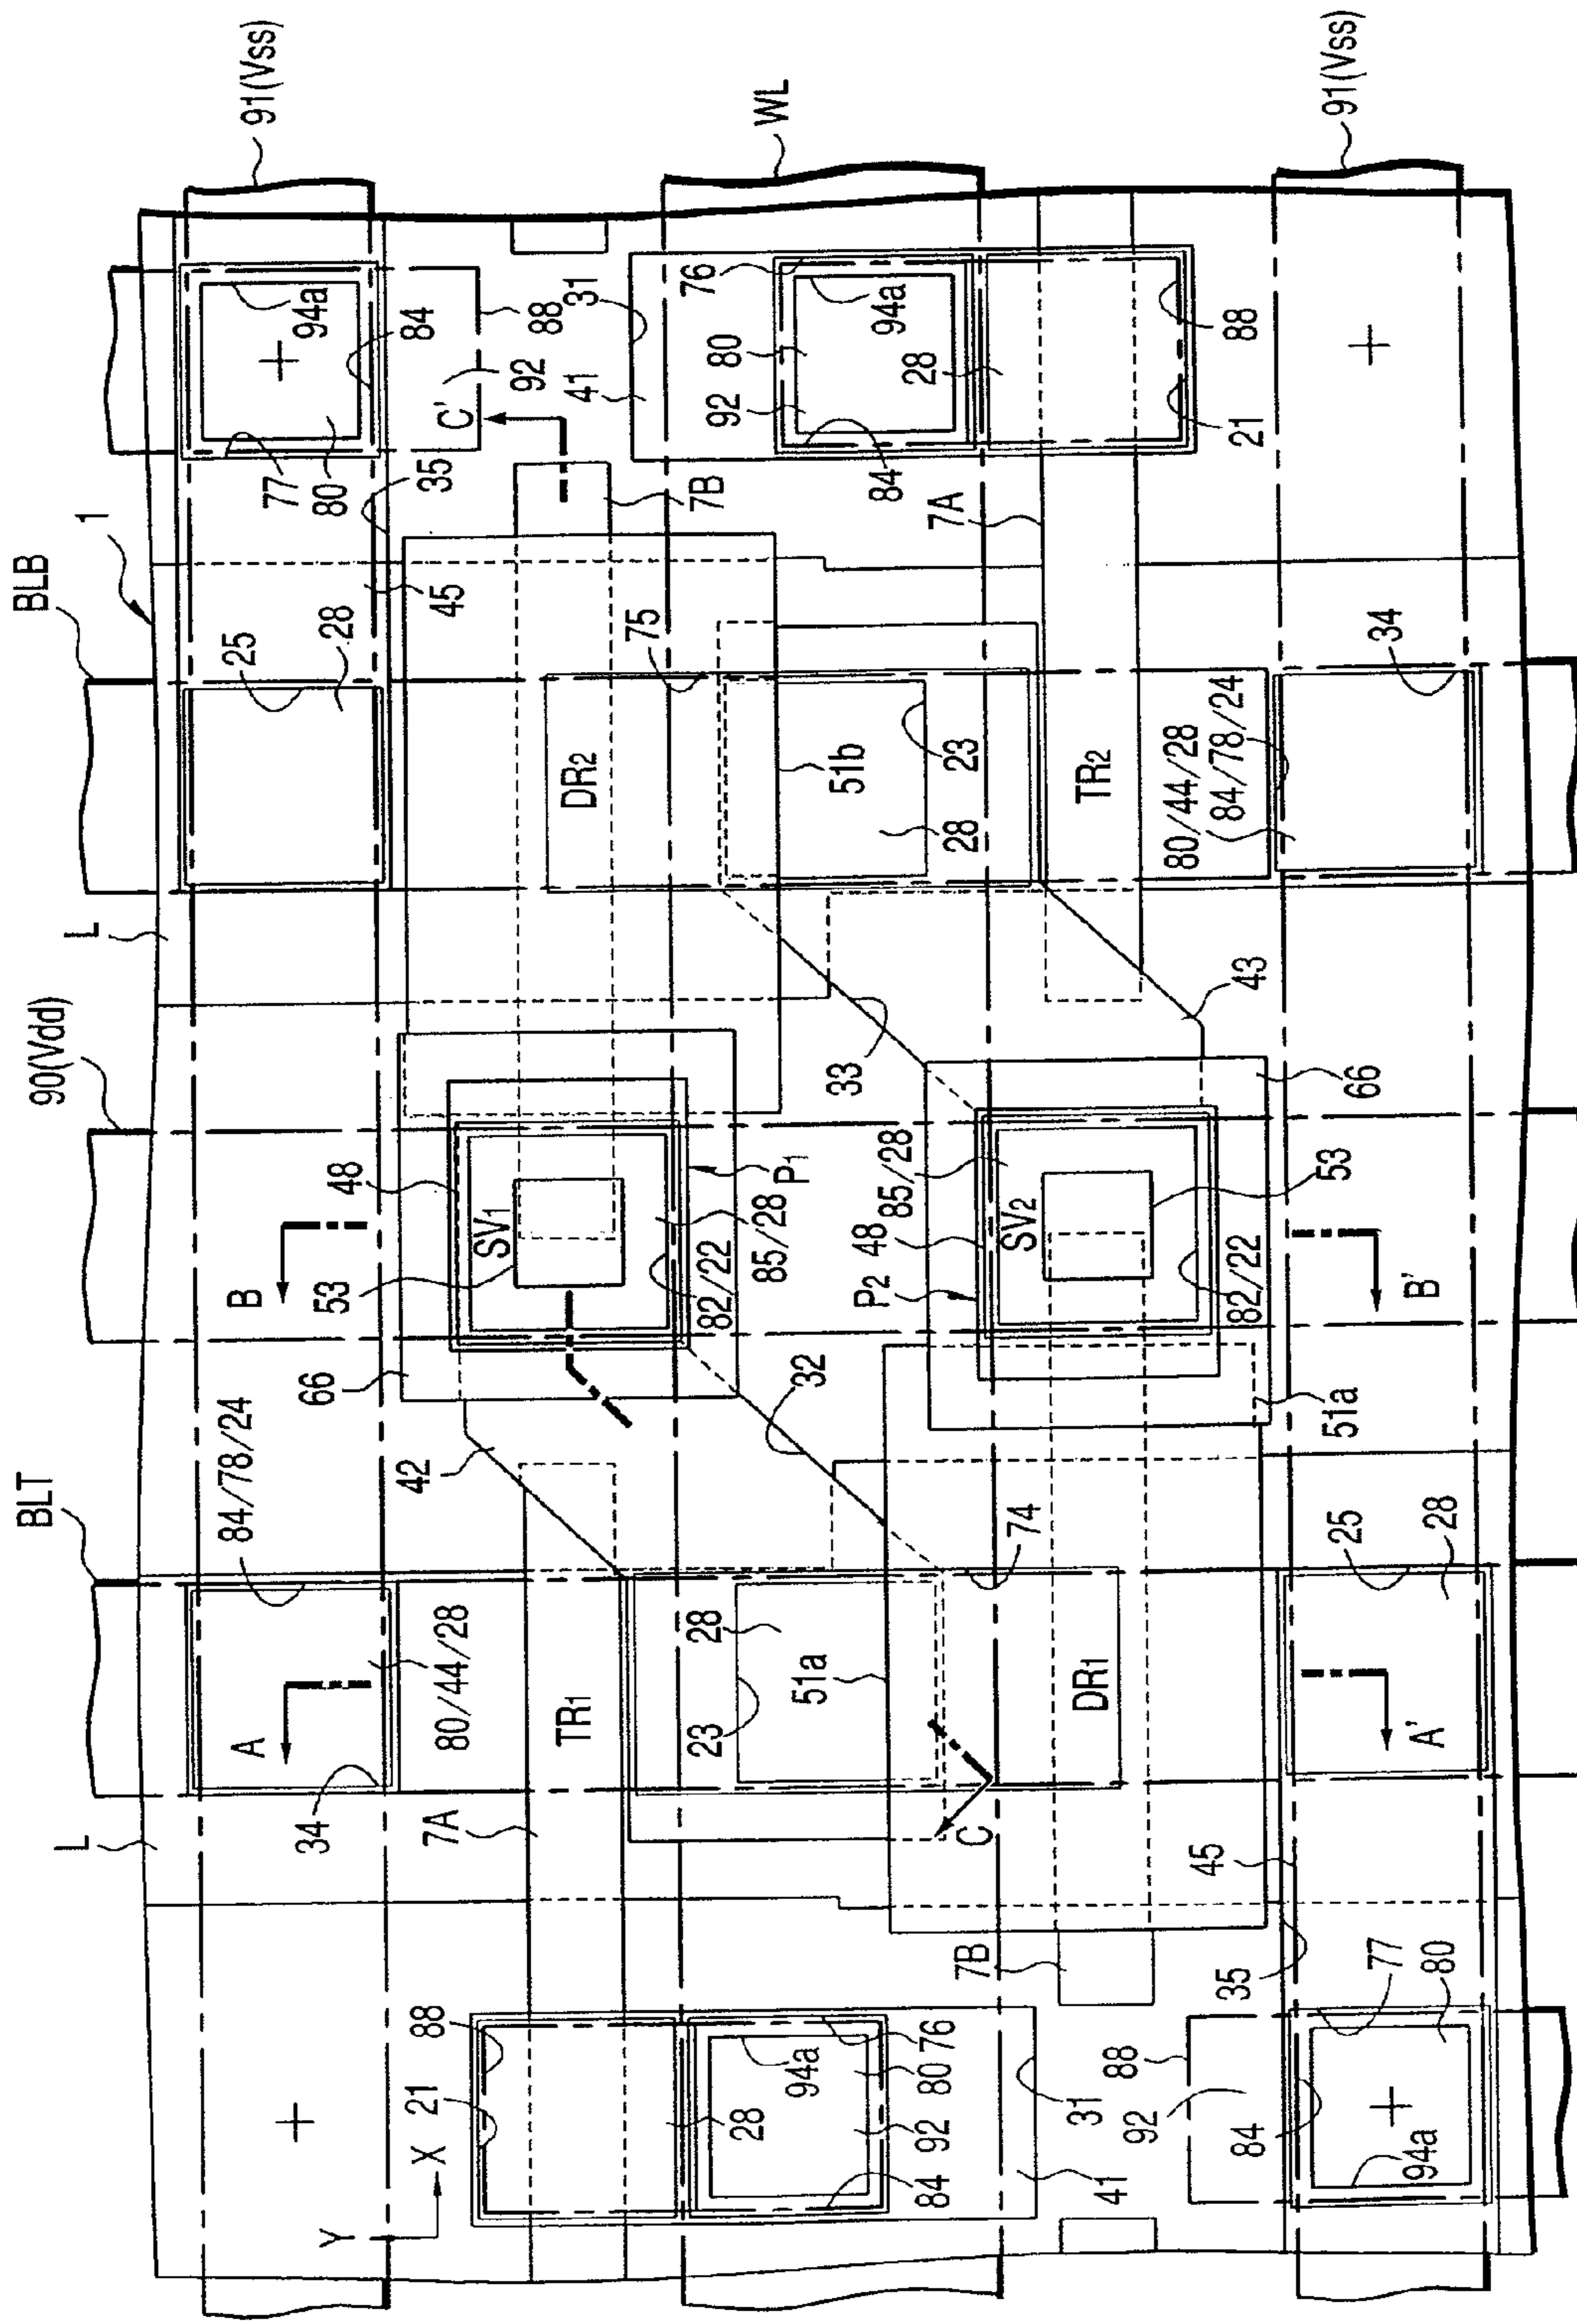 BLT
90(Vdd)
BLB
1
L
L
91(Vss)
WL
91(Vss)
Y
X
A
34
84/78/24
80/44/28
B
66
48
53
SV1
P1
85/28
82/22
25
28
45
35
77
80
94a
84
92
88
C'
21
88
7A
TR1
42
32
DR2
75
7B
31
41
76
28
94a
80
92
84
23
28
51a
33
51b
28
23
76
94a
80
92
84
28
88
21
31
41
C
74
DR1
P2
48
85/28
SV2
82/22
53
66
43
7A
TR2
80/44/28
84/78/24
34
88
92
84
77
80
94a
35
45
7B
A'
25
28
51a
B'